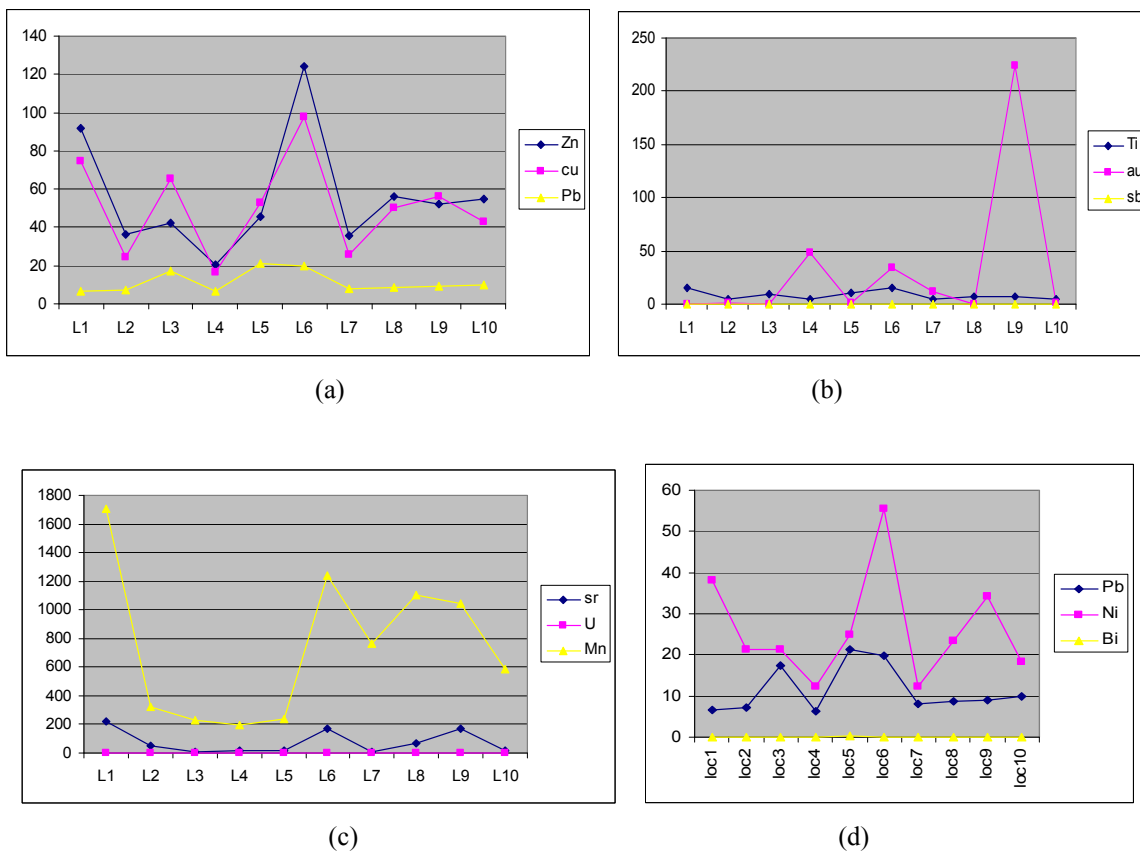 140
120
100
80
60
40
20
0
L1 L2 L3 L4 L5 L6 L7 L8 L9 L10
Zn
cu
Pb
(a)
250
200
150
100
50
0
L1 L2 L3 L4 L5 L6 L7 L8 L9 L10
Ti
au
sb
(b)
1800
1600
1400
1200
1000
800
600
400
200
0
L1 L2 L3 L4 L5 L6 L7 L8 L9 L10
sr
U
Mn
(c)
60
50
40
30
20
10
0
loc1 loc2 loc3 loc4 loc5 loc6 loc7 loc8 loc9 loc10
Pb
Ni
Bi
(d)